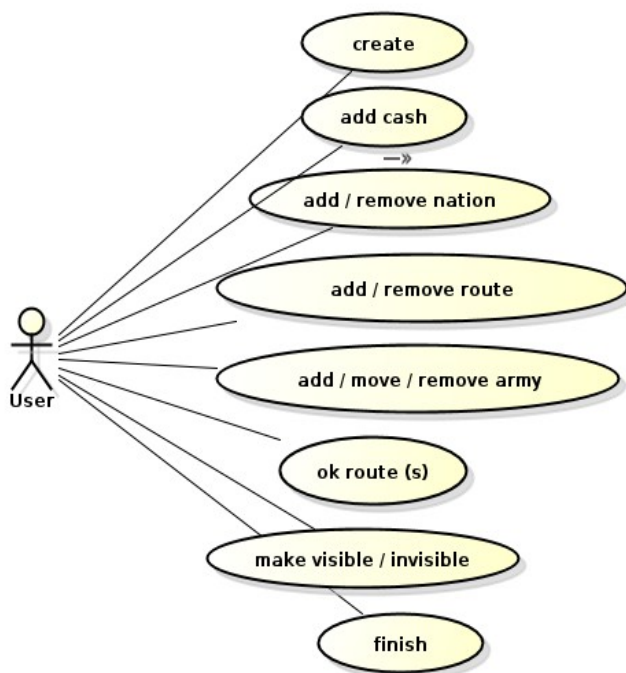 create
add cash
add / remove nation
add / remove route
add / move / remove army
User
ok route (s)
make visible / invisible
finish